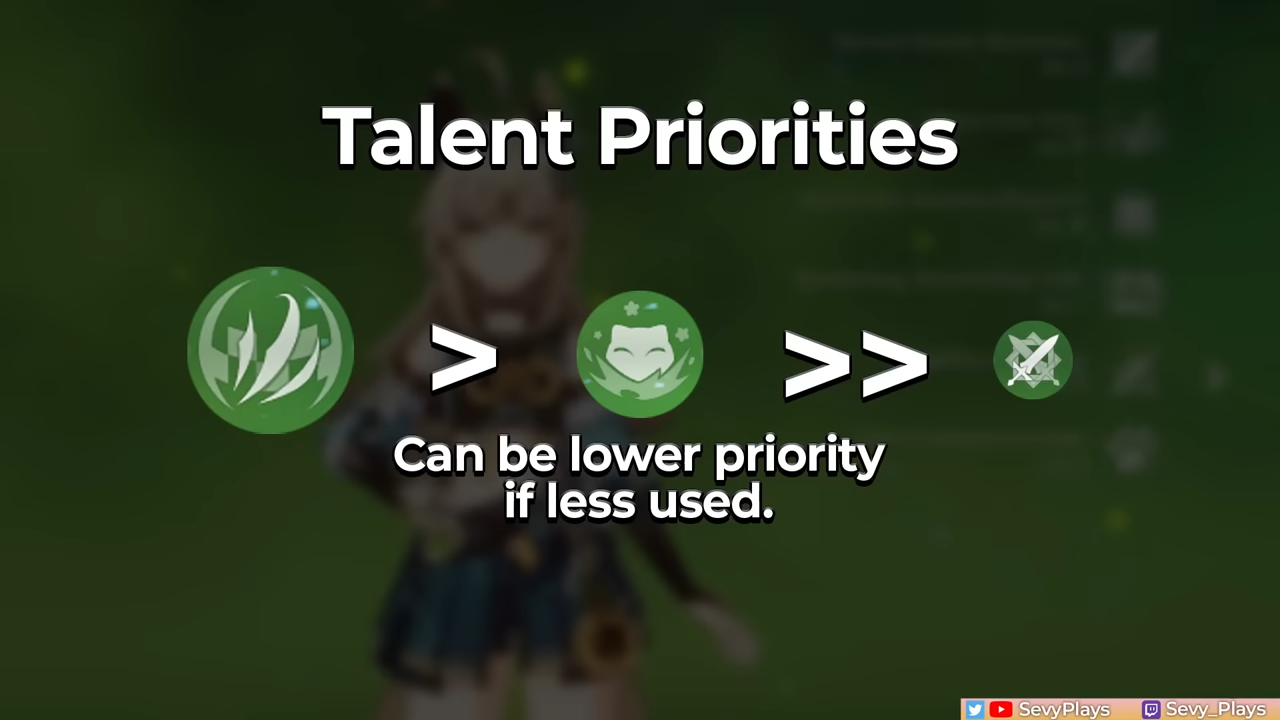 Talent Priorities
> >>
Can be lower priority
if less used.
SevyPlays Sevy_Plays